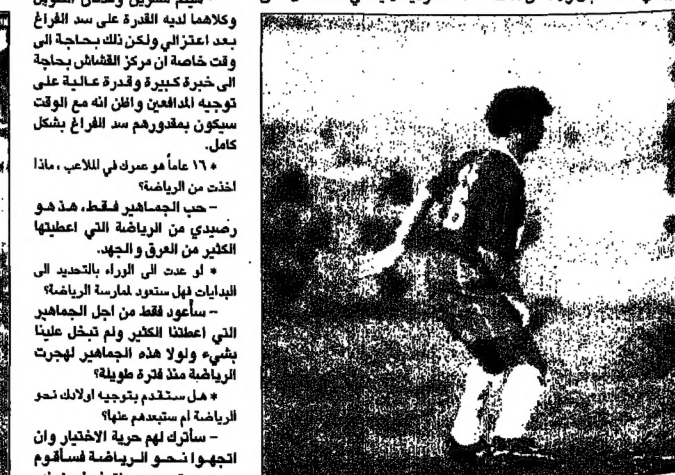 وكلاهما لديه القدرة على سد الفراغ
بعد اعتزالي ولكن ذلك بحاجة الى
وقت خاصة ان مركز القشاش بحاجة
الى خبرة كبيرة وقدرة عالية على
توجيه المدافعين واظن انه مع الوقت
سيكون بمقدورهم سد الفراغ بشكل
كامل.
* ١٦ عاماً هو عمرك في الملاعب ، ماذا
اخذت من الرياضة؟
- حب الجماهير فقط، هذ هو
رصيدي من الرياضة التي اعطيتها
الكثير من العرق و الجهد.
* لو عدت الى الوراء بالتحديد الى
البدايات فهل ستعود لممارسة الرياضة؟
- سأعود فقط من اجل الجماهير
التي اعطتنا الكثير ولم تبخل علينا
بشيء ولولا هذه الجماهير لهجرت
الرياضة منذ فترة طويلة؟
* هل ستقدم بتوجيه اولادك نحو
الرياضة ام ستبعدهم عنها؟
- سأترك لهم حرية الاختيار وان
اتجهوا نحو الرياضة فسأقوم